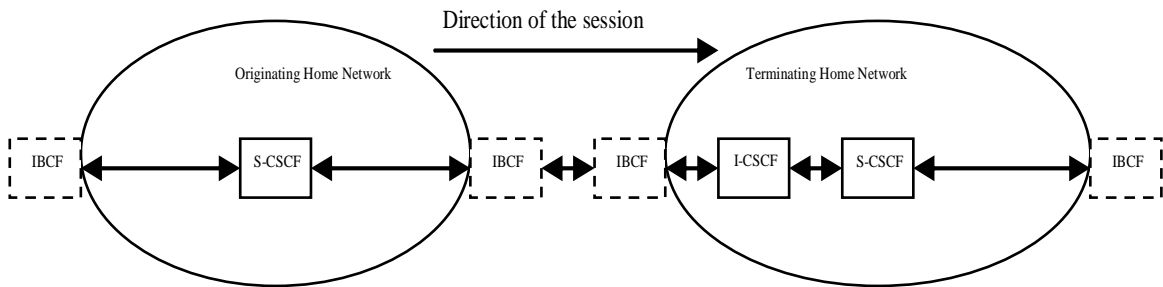 Direction of the session
Originating Home Network
Terminating Home Network
IBCF
S-CSCF
IBCF
IBCF
I-CSCF
S-CSCF
IBCF